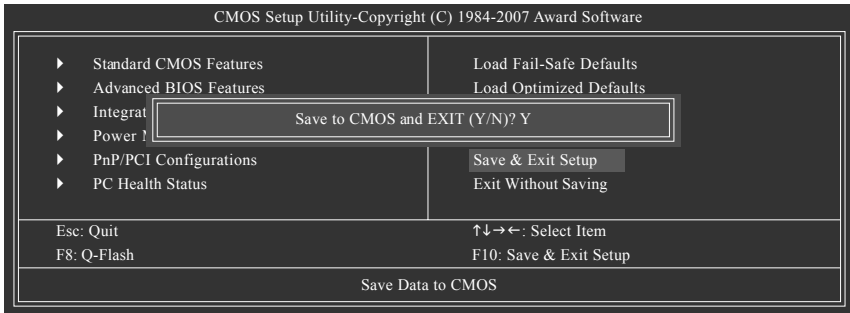 CMOS Setup Utility-Copyright (C) 1984-2007 Award Software
Standard CMOS Features
Advanced BIOS Features
Integrat
Power
PnP/PCI Configurations
PC Health Status
Load Fail-Safe Defaults
Load Optimized Defaults
Save to CMOS and EXIT (Y/N)? Y
Save & Exit Setup
Exit Without Saving
Esc: Quit
↑↓→←: Select Item
F8: Q-Flash
F10: Save & Exit Setup
Save Data to CMOS